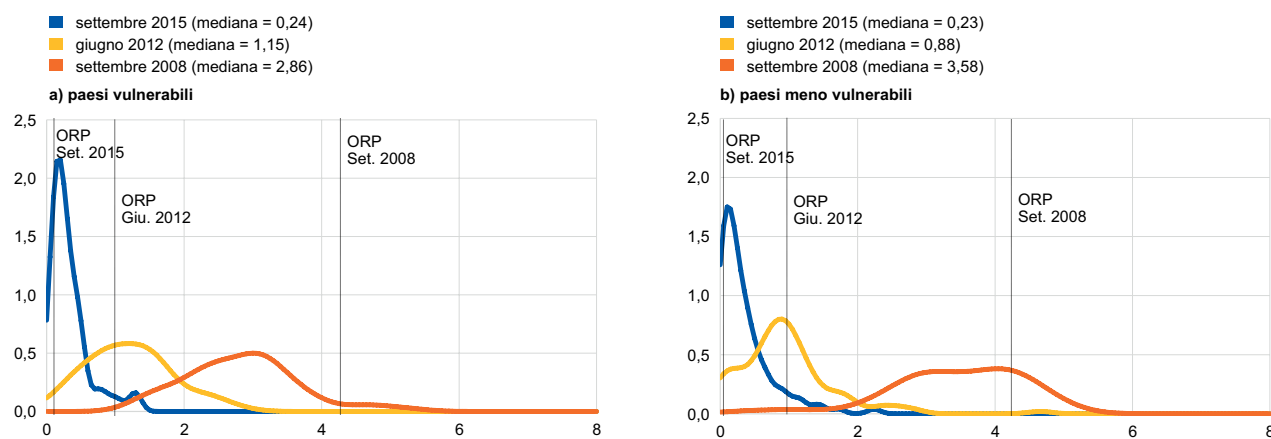 settembre 2015 (mediana = 0,24)
giugno 2012 (mediana = 1,15)
settembre 2008 (mediana = 2,86)
a) paesi vulnerabili
2,5
2,0
1,5
1,0
0,5
0,0
0
2
4
6
8
ORP
Set. 2015
ORP
Giu. 2012
ORP
Set. 2008
settembre 2015 (mediana = 0,23)
giugno 2012 (mediana = 0,88)
settembre 2008 (mediana = 3,58)
b) paesi meno vulnerabili
2,5
2,0
1,5
1,0
0,5
0,0
0
2
4
6
8
ORP
Set. 2015
ORP
Giu. 2012
ORP
Set. 2008